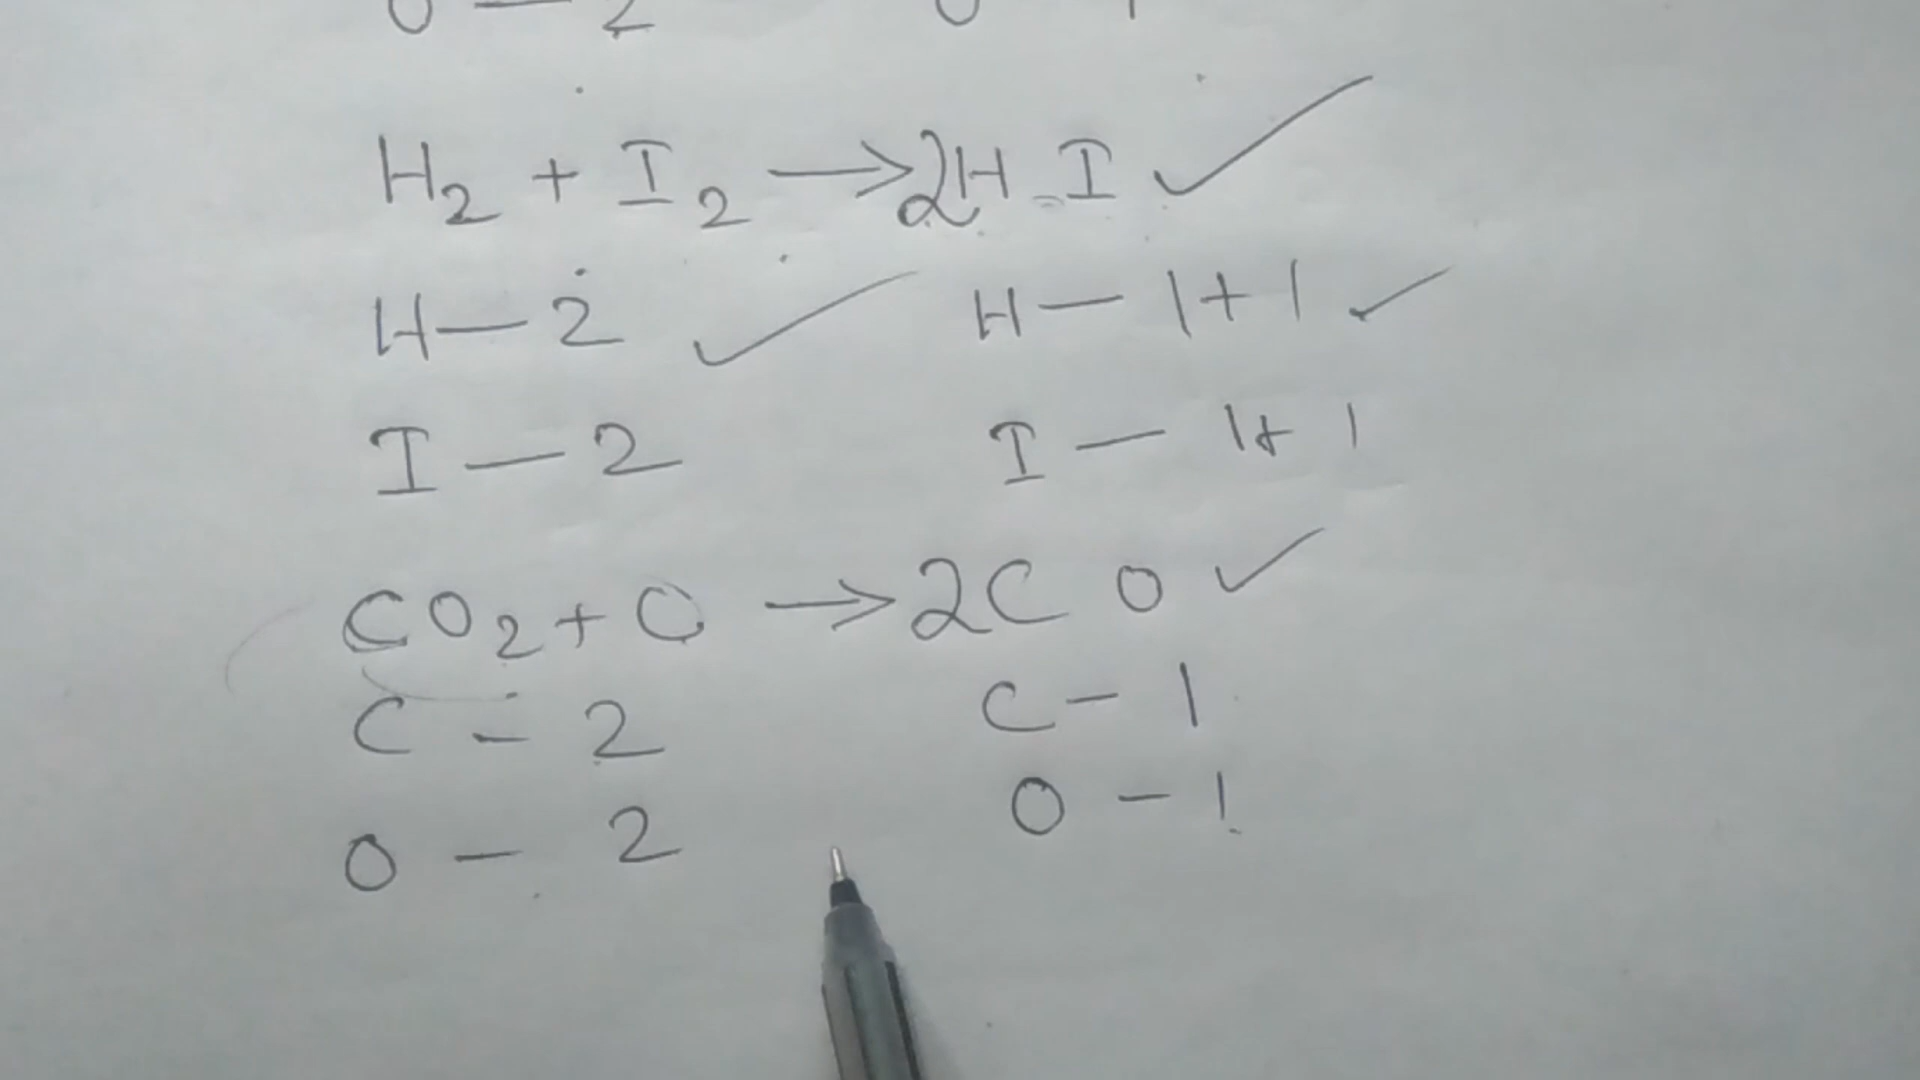 H₂ + I₂ → 2H I ✓
H — 2 ✓ H — 1+1 ✓
I — 2 I — 1+1
CO₂ + C → 2C O ✓
C - 2 C - 1
O - 2 O - 1